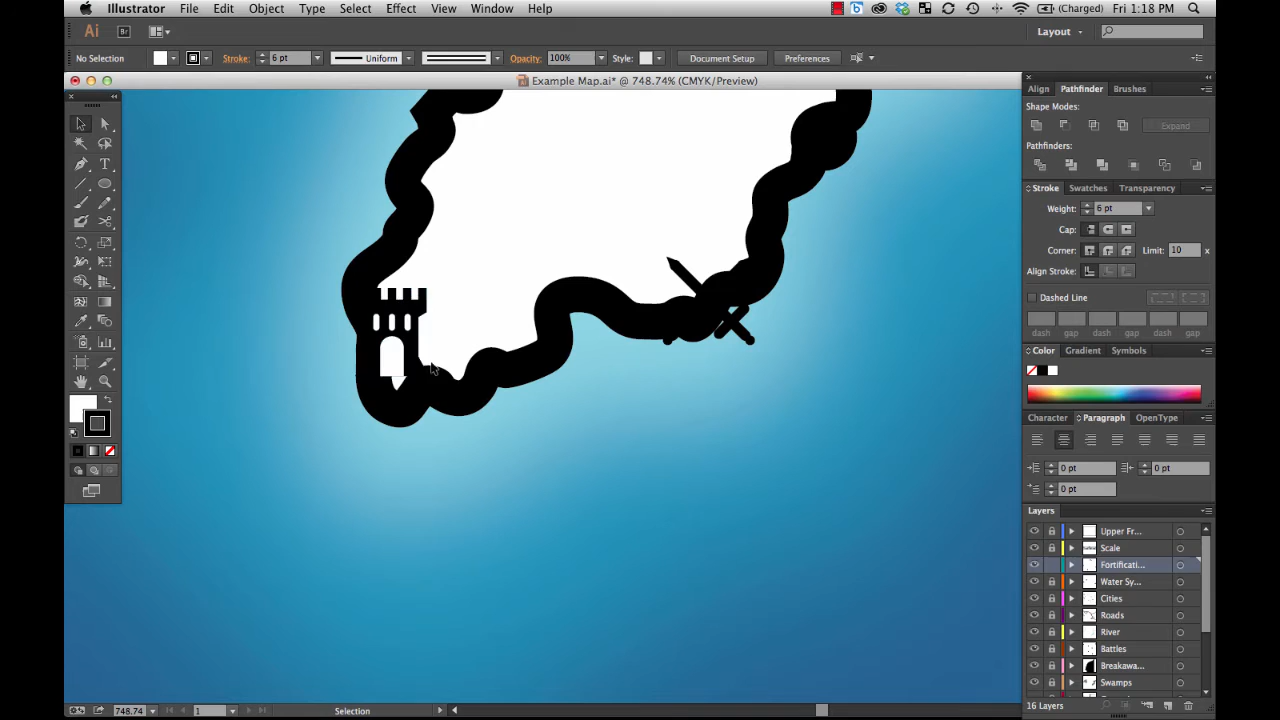 Illustrator File Edit Object Type Select Effect View Window Help (Charged) Fri 1:18 PM
Ai Br Layout
No Selection Stroke: 6 pt Uniform Opacity: 100% Style: Document Setup Preferences
Example Map.ai* @ 748.74% (CMYK/Preview)
Align Pathfinder Brushes
Shape Modes:
Expand
Pathfinders:
Stroke Swatches Transparency
Weight: 6 pt
Cap:
Corner: Limit: 10 x
Align Stroke:
Dashed Line
dash gap dash gap dash gap
Color Gradient Symbols
Character Paragraph OpenType
0 pt 0 pt
0 pt
Layers
Upper Fr...
Scale
Fortificati...
Water Sy...
Cities
Roads
River
Battles
Breakawa...
Swamps
16 Layers
748.74 1 Selection